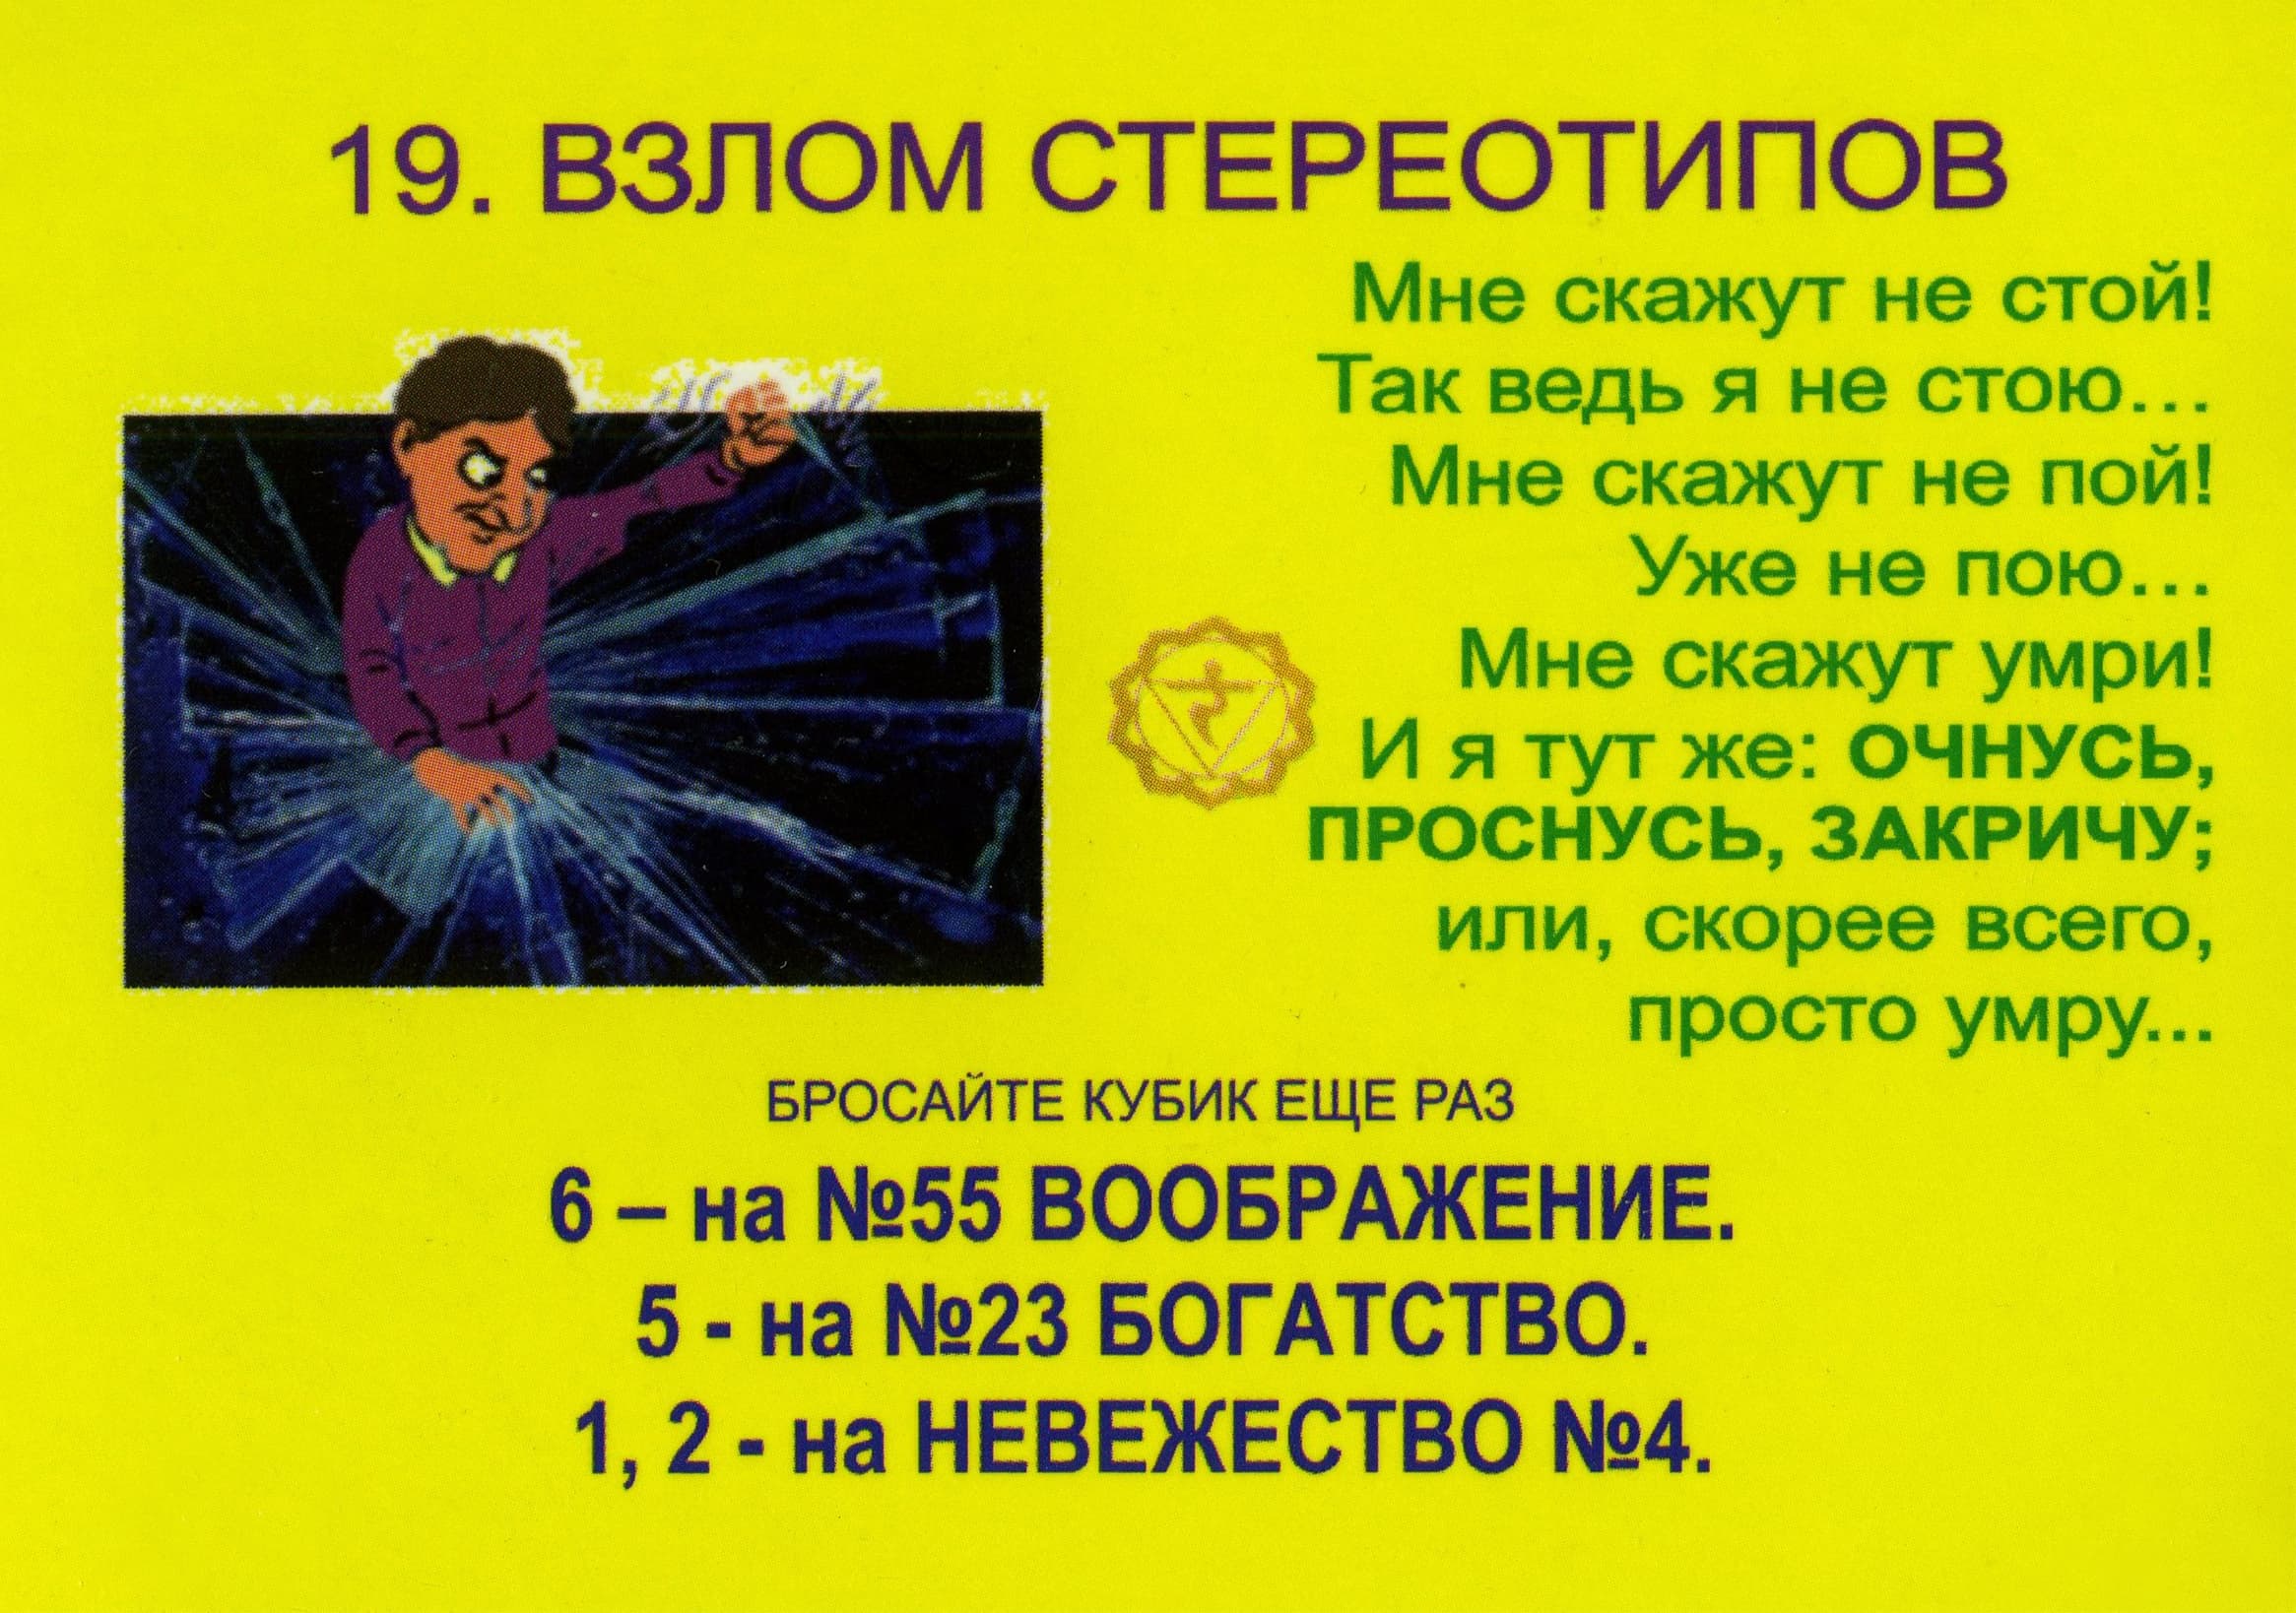 19. ВЗЛОМ СТЕРЕОТИПОВ
Мне скажут не стой!
Так ведь я не стою...
Мне скажут не пой!
Уже не пою...
Мне скажут умри!
И я тут же: ОЧНУСЬ,
ПРОСНУСЬ, ЗАКРИЧУ;
или, скорее всего,
просто умру...
БРОСАЙТЕ КУБИК ЕЩЕ РАЗ
6 – на №55 ВООБРАЖЕНИЕ.
5 - на №23 БОГАТСТВО.
1, 2 - на НЕВЕЖЕСТВО №4.